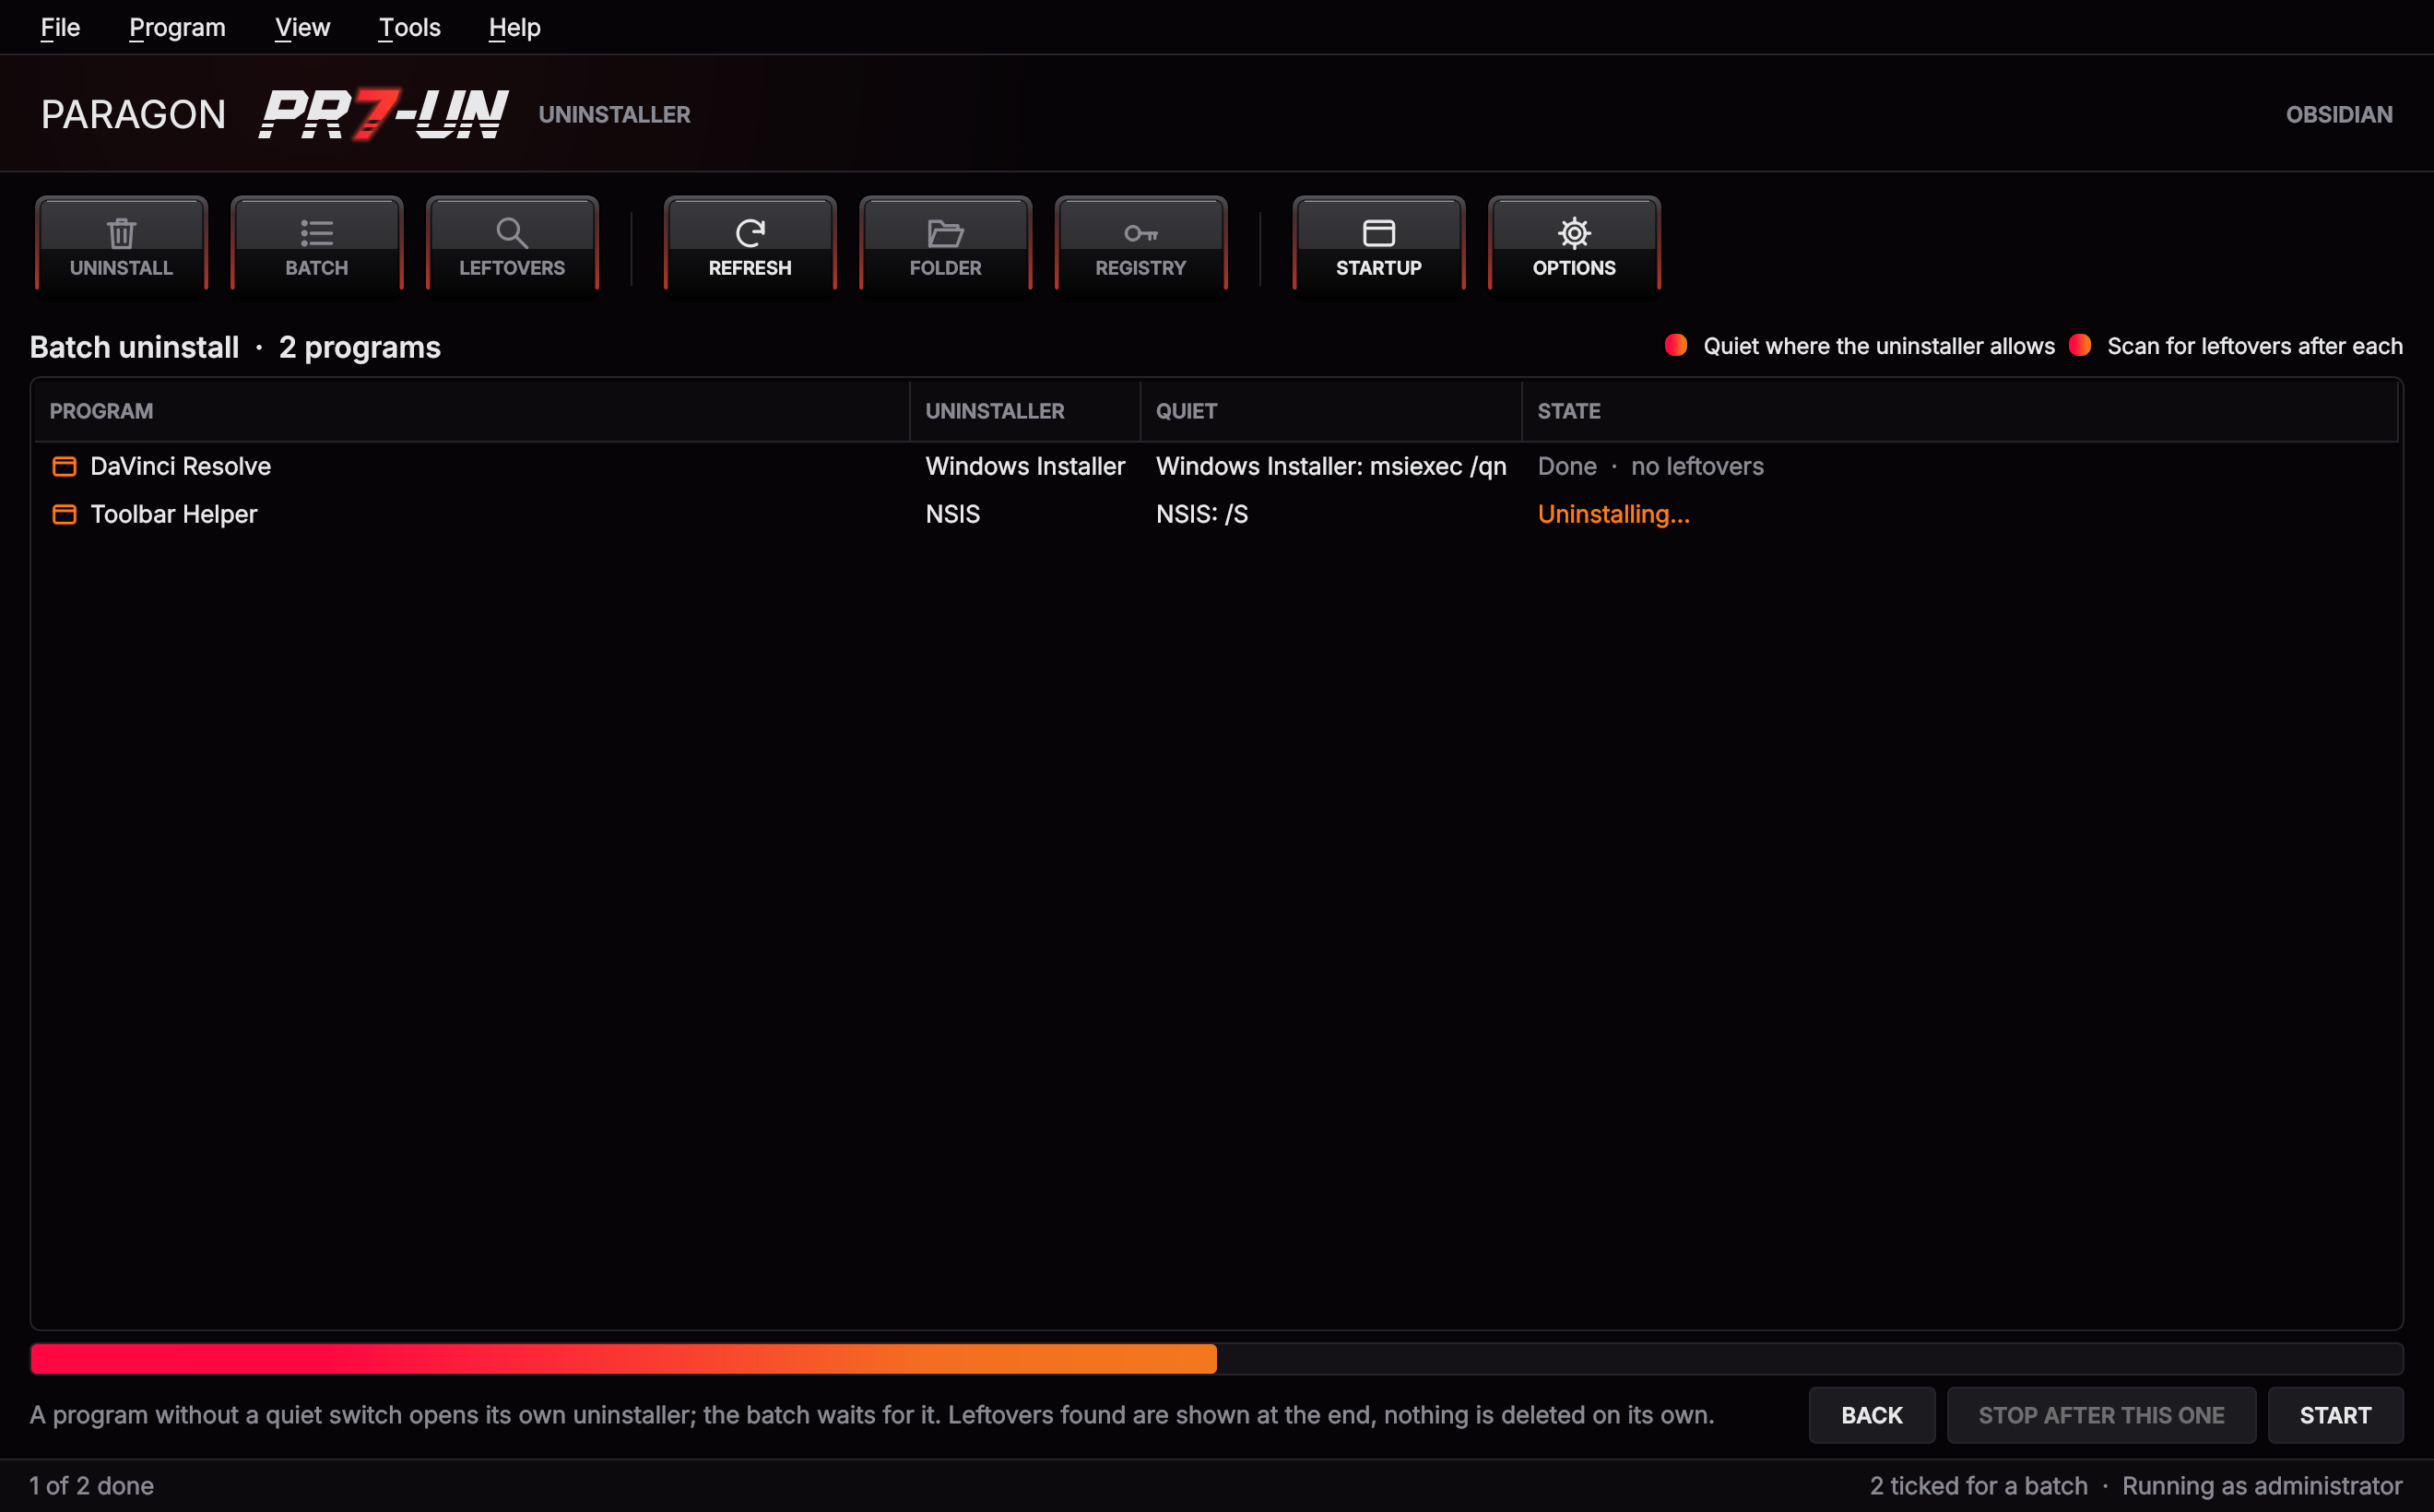 File Program View Tools Help
PARAGON PR7-UN UNINSTALLER OBSIDIAN
UNINSTALL BATCH LEFTOVERS REFRESH FOLDER REGISTRY STARTUP OPTIONS
Batch uninstall · 2 programs Quiet where the uninstaller allows Scan for leftovers after each
PROGRAM UNINSTALLER QUIET STATE
DaVinci Resolve Windows Installer Windows Installer: msiexec /qn Done · no leftovers
Toolbar Helper NSIS NSIS: /S Uninstalling...
A program without a quiet switch opens its own uninstaller; the batch waits for it. Leftovers found are shown at the end, nothing is deleted on its own. BACK STOP AFTER THIS ONE START
1 of 2 done 2 ticked for a batch · Running as administrator